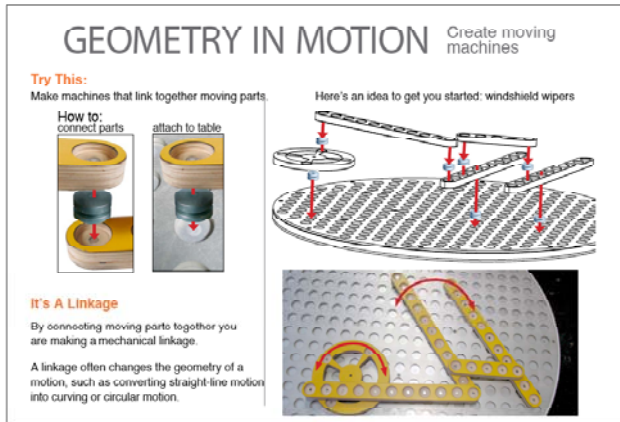 GEOMETRY IN MOTION
Create moving
machines
Try This:
Make machines that link together moving parts.
How to:
connect parts
attach to table
Here's an idea to get you started: windshield wipers
It's A Linkage
By connecting moving parts together you
are making a mechanical linkage.
A linkage often changes the geometry of a
motion, such as converting straight-line motion
into curving or circular motion.